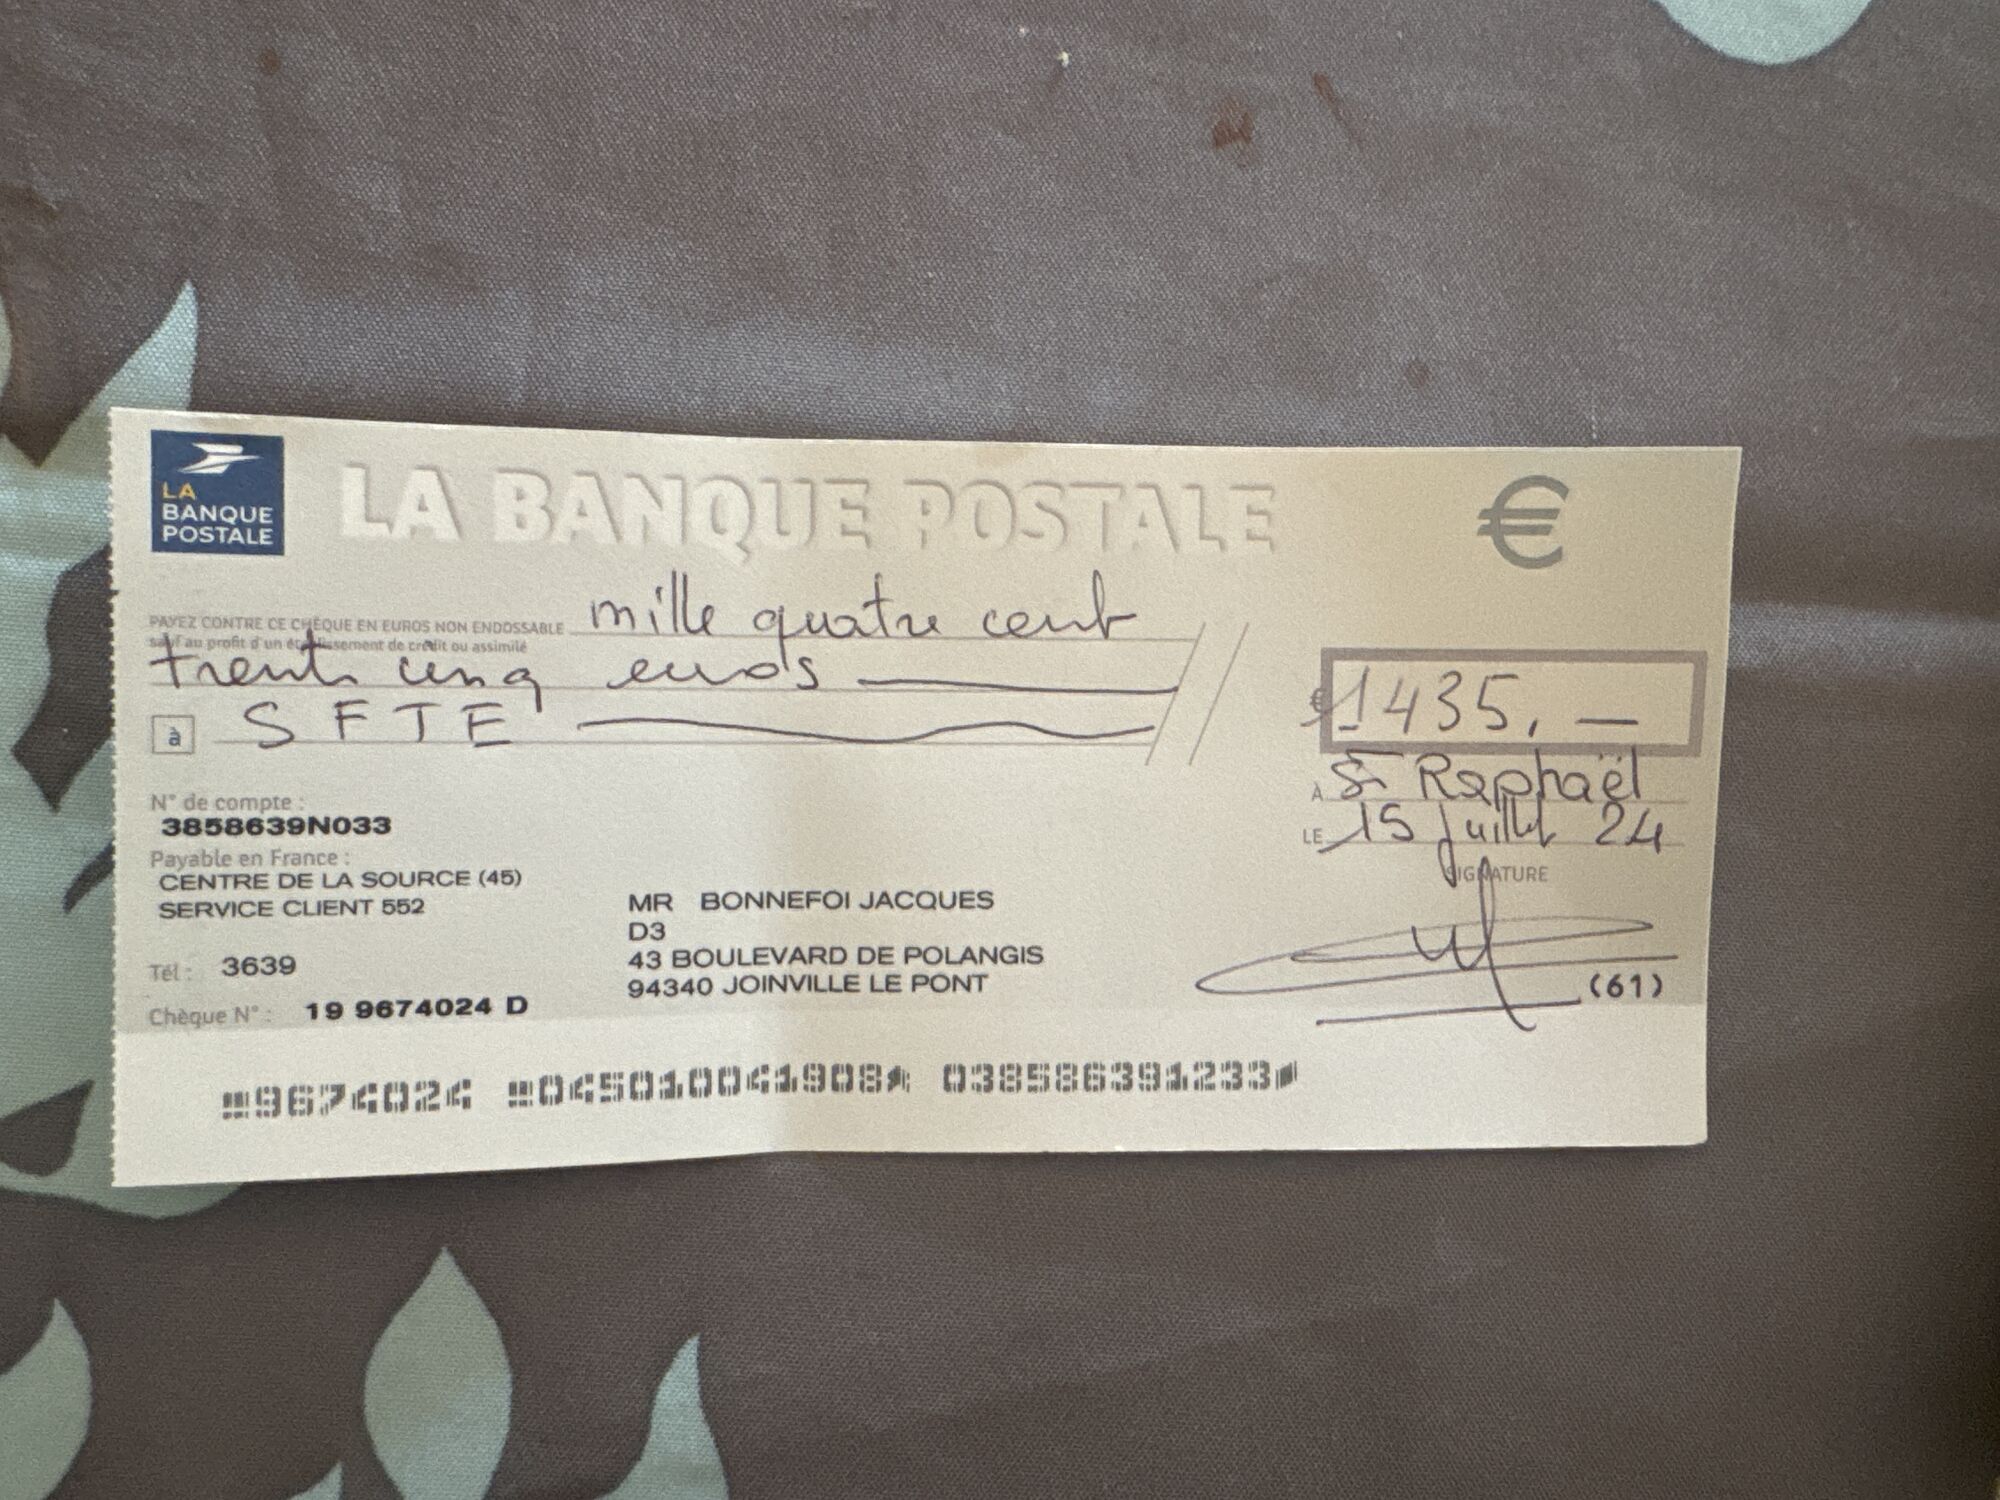 LA
BANQUE
POSTALE
LA BANQUE POSTALE
€
PAYEZ CONTRE CE CHÈQUE EN EUROS NON ENDOSSABLE mille quatre cent
sauf au profit d'un établissement de crédit ou assimilé
trente cinq euros
à SFTE
€ 1435,—
À St Raphaël
LE 15 Juillet 24
SIGNATURE
N° de compte :
3858639N033
Payable en France :
CENTRE DE LA SOURCE (45)
SERVICE CLIENT 552
Tél : 3639
Chèque N° : 19 9674024 D
MR BONNEFOI JACQUES
D3
43 BOULEVARD DE POLANGIS
94340 JOINVILLE LE PONT
(61)
9674024 045010041908 038586391233